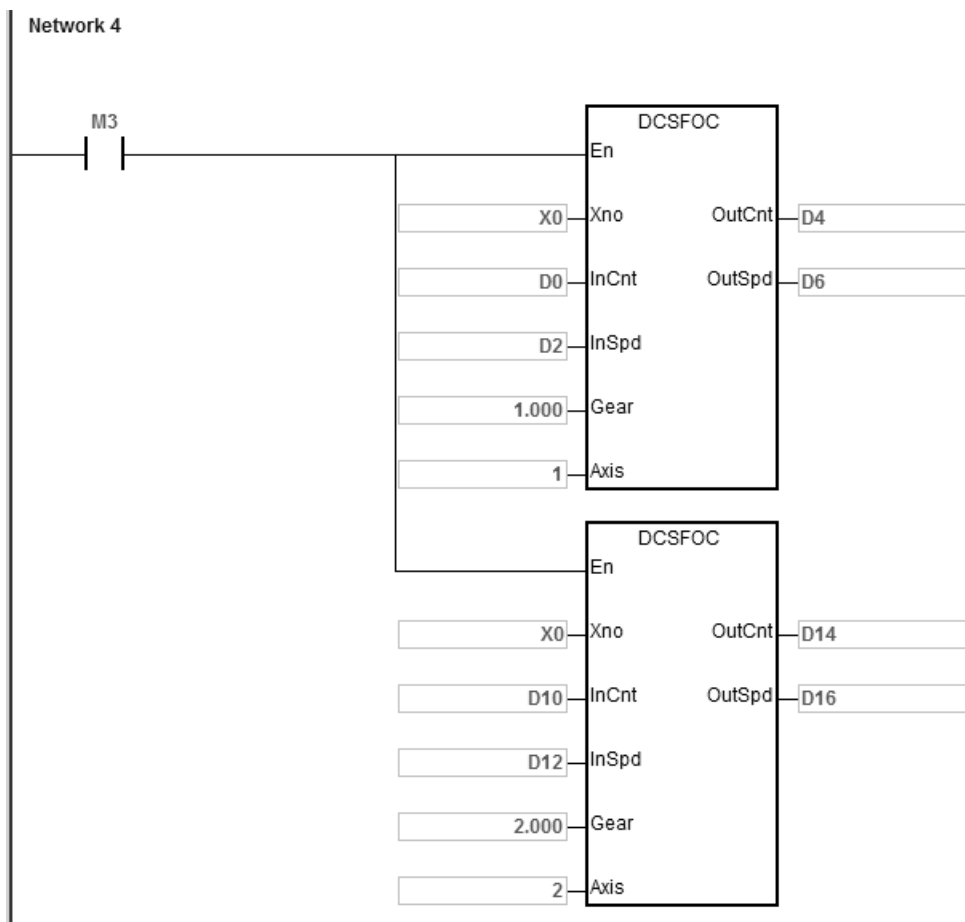 Network 4
M3
DCSFOC
En
X0 Xno OutCnt D4
D0 InCnt OutSpd D6
D2 InSpd
1.000 Gear
1 Axis
DCSFOC
En
X0 Xno OutCnt D14
D10 InCnt OutSpd D16
D12 InSpd
2.000 Gear
2 Axis